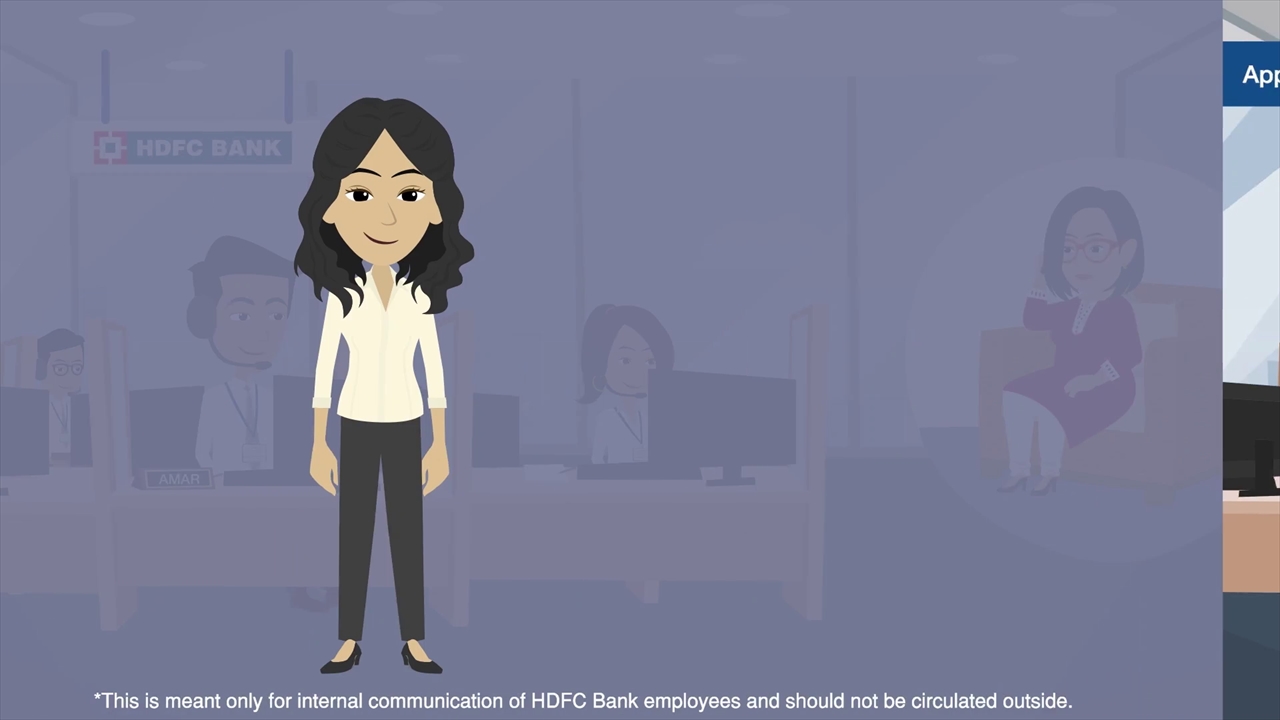 App
HDFC BANK
AMAR
*This is meant only for internal communication of HDFC Bank employees and should not be circulated outside.